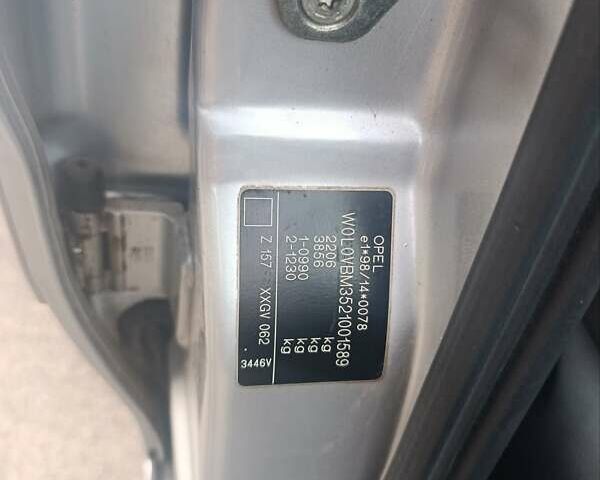 OPEL
e1*98/14*0078
W0L0VBM3521001589
2206 kg
3856 kg
1-0990 kg
2-1230 kg
Z 157 XXGV 062
3446V